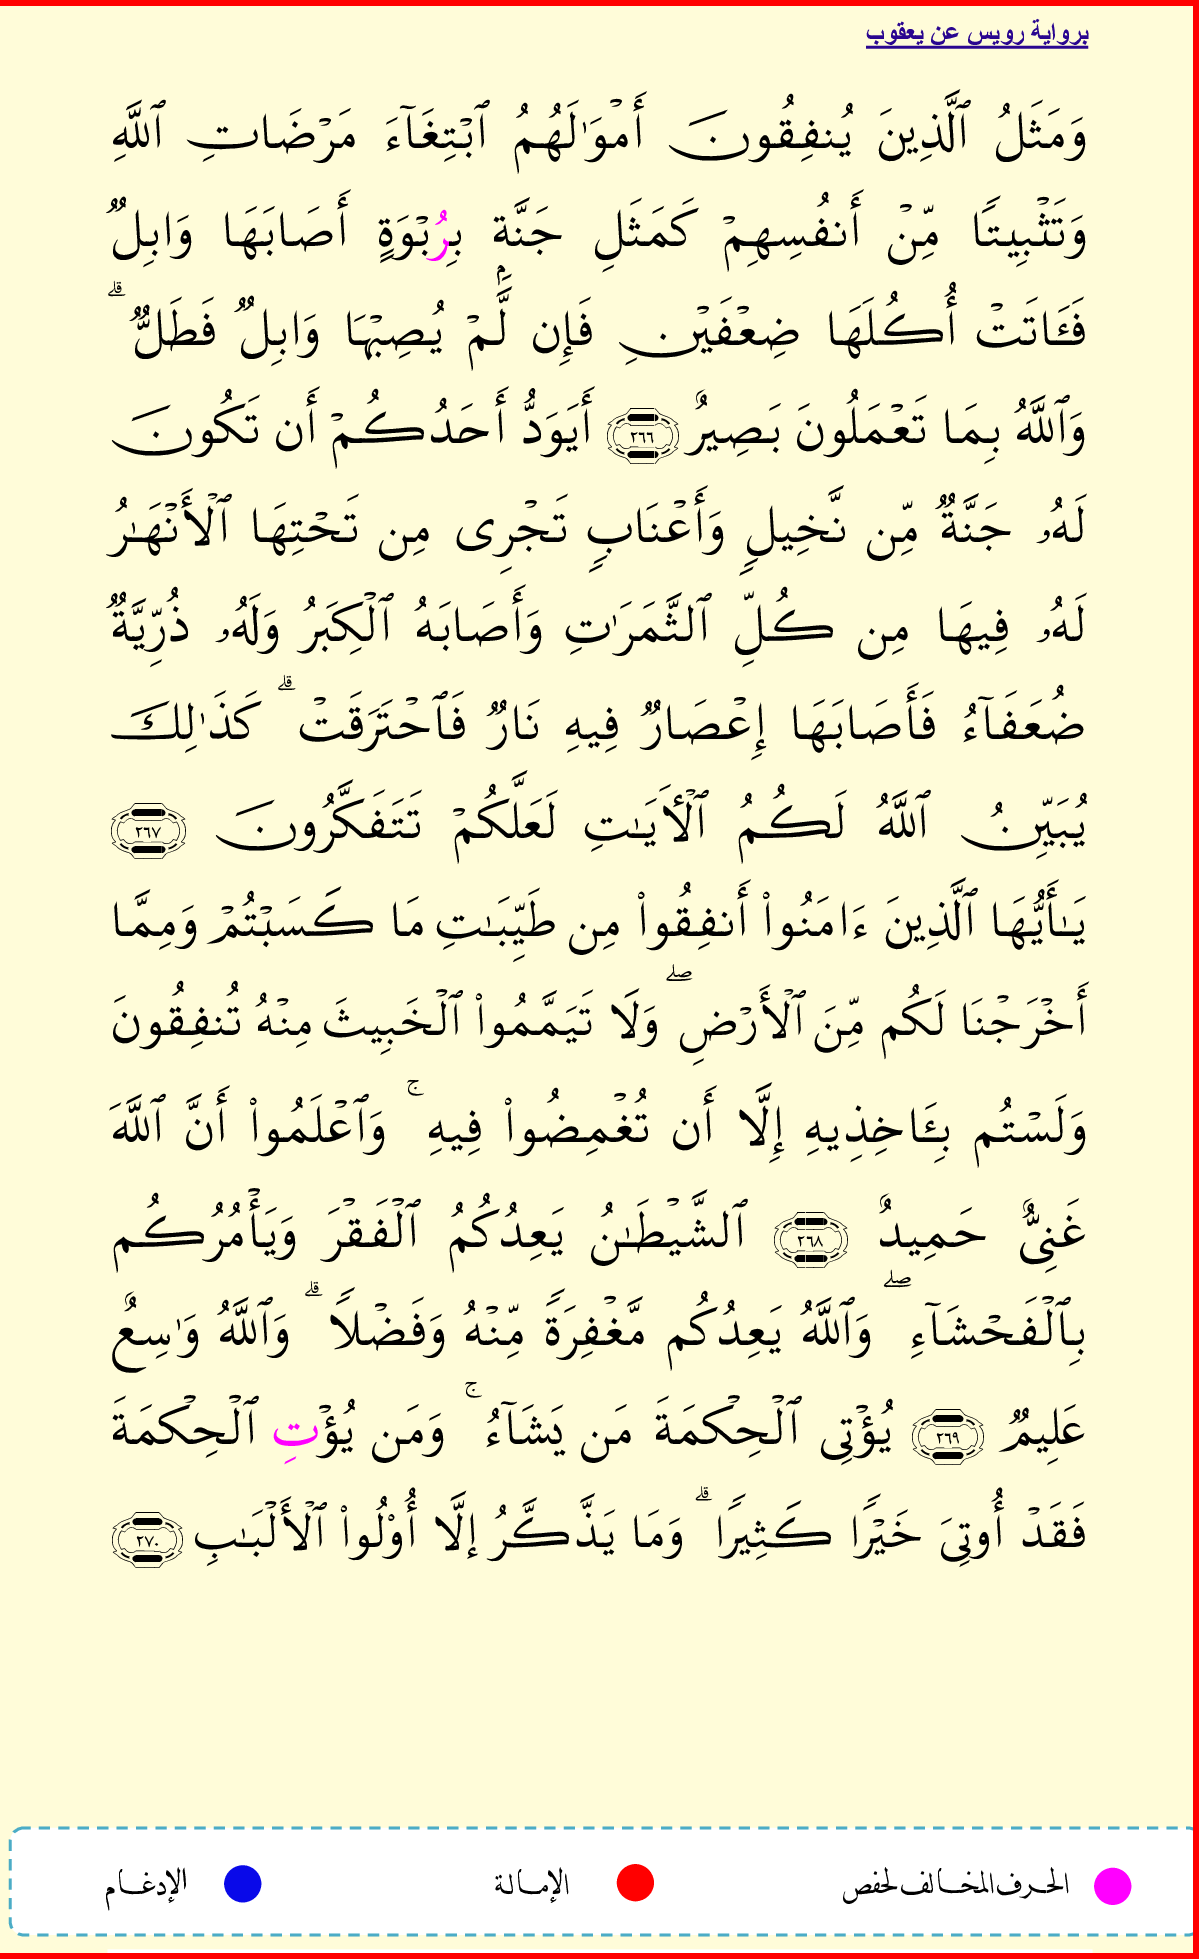 برواية رويس عن يعقوب
وَمَثَلُ ٱلَّذِينَ يُنفِقُونَ أَمۡوَٰلَهُمُ ٱبۡتِغَآءَ مَرۡضَاتِ ٱللَّهِ
وَتَثۡبِيتٗا مِّنۡ أَنفُسِهِمۡ كَمَثَلِ جَنَّةِۭ بِرُبۡوَةٍ أَصَابَهَا وَابِلٞ
فَـَٔاتَتۡ أُكُلَهَا ضِعۡفَيۡنِ فَإِن لَّمۡ يُصِبۡهَا وَابِلٞ فَطَلّٞۗ
وَٱللَّهُ بِمَا تَعۡمَلُونَ بَصِيرٌ ٢٦٦ أَيَوَدُّ أَحَدُكُمۡ أَن تَكُونَ
لَهُۥ جَنَّةٞ مِّن نَّخِيلٖ وَأَعۡنَابٖ تَجۡرِي مِن تَحۡتِهَا ٱلۡأَنۡهَٰرُ
لَهُۥ فِيهَا مِن كُلِّ ٱلثَّمَرَٰتِ وَأَصَابَهُ ٱلۡكِبَرُ وَلَهُۥ ذُرِّيَّةٞ
ضُعَفَآءُ فَأَصَابَهَا إِعۡصَارٞ فِيهِ نَارٞ فَٱحۡتَرَقَتۡۗ كَذَٰلِكَ
يُبَيِّنُ ٱللَّهُ لَكُمُ ٱلۡأٓيَٰتِ لَعَلَّكُمۡ تَتَفَكَّرُونَ ٢٦٧
يَٰٓأَيُّهَا ٱلَّذِينَ ءَامَنُواْ أَنفِقُواْ مِن طَيِّبَٰتِ مَا كَسَبۡتُمۡ وَمِمَّا
أَخۡرَجۡنَا لَكُم مِّنَ ٱلۡأَرۡضِۖ وَلَا تَيَمَّمُواْ ٱلۡخَبِيثَ مِنۡهُ تُنفِقُونَ
وَلَسۡتُم بِـَٔاخِذِيهِ إِلَّا أَن تُغۡمِضُواْ فِيهِۚ وَٱعۡلَمُواْ أَنَّ ٱللَّهَ
غَنِيٌّ حَمِيدٌ ٢٦٨ ٱلشَّيۡطَٰنُ يَعِدُكُمُ ٱلۡفَقۡرَ وَيَأۡمُرُكُم
بِٱلۡفَحۡشَآءِۖ وَٱللَّهُ يَعِدُكُم مَّغۡفِرَةٗ مِّنۡهُ وَفَضۡلٗاۗ وَٱللَّهُ وَٰسِعٌ
عَلِيمٞ ٢٦٩ يُؤۡتِي ٱلۡحِكۡمَةَ مَن يَشَآءُۚ وَمَن يُؤۡتِ ٱلۡحِكۡمَةَ
فَقَدۡ أُوتِيَ خَيۡرٗا كَثِيرٗاۗ وَمَا يَذَّكَّرُ إِلَّا أُوْلُواْ ٱلۡأَلۡبَٰبِ ٢٧٠
الحرف المخالف لحفص الإمالة الإدغام